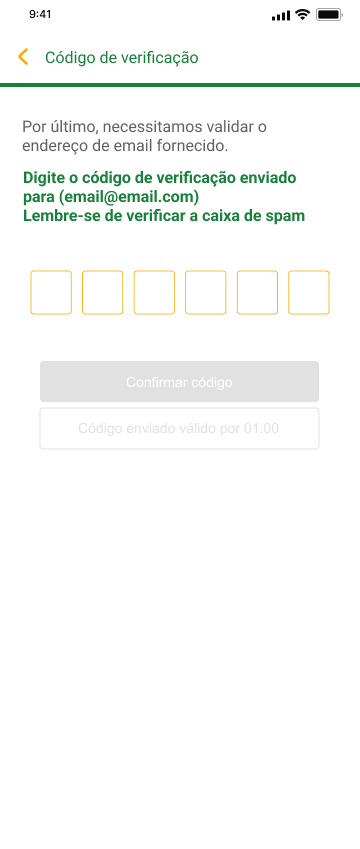 9:41
Código de verificação
Por último, necessitamos validar o
endereço de email fornecido.
Digite o código de verificação enviado
para (email@email.com)
Lembre-se de verificar a caixa de spam
Confirmar código
Código enviado válido por 01:00